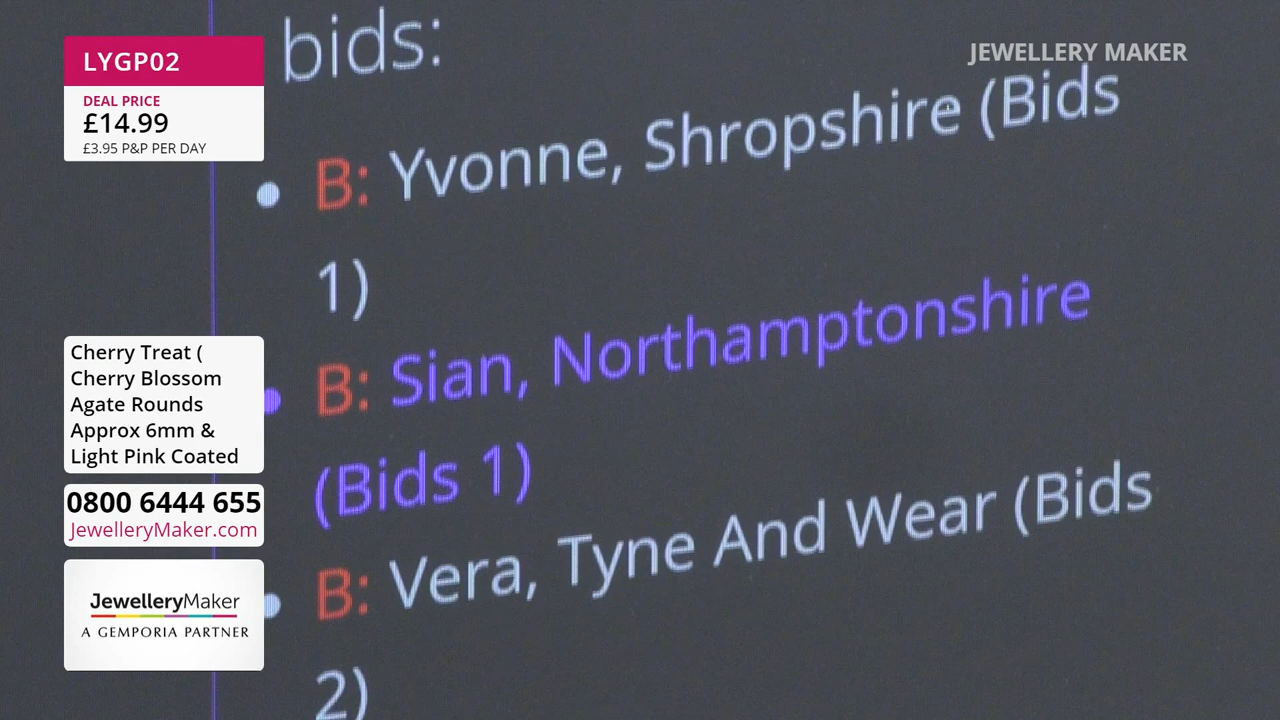 LYGP02
DEAL PRICE
£14.99
£3.95 P&P PER DAY
JEWELLERY MAKER
bids:
B: Yvonne, Shropshire (Bids
1)
B: Sian, Northamptonshire
(Bids 1)
B: Vera, Tyne And Wear (Bids
2)
Cherry Treat (
Cherry Blossom
Agate Rounds
Approx 6mm &
Light Pink Coated
0800 6444 655
JewelleryMaker.com
JewelleryMaker
A GEMPORIA PARTNER